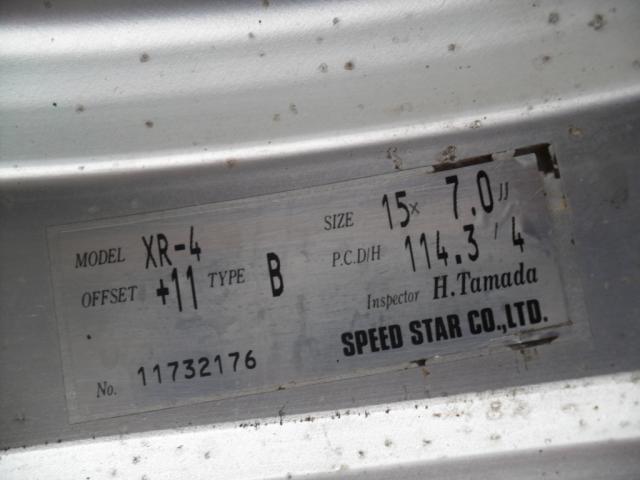 MODEL XR-4 SIZE 15× 7.0JJ
OFFSET +11 TYPE B P.C.D/H 114.3 / 4
Inspector H.Tamada
No. 11732176 SPEED STAR CO.,LTD.